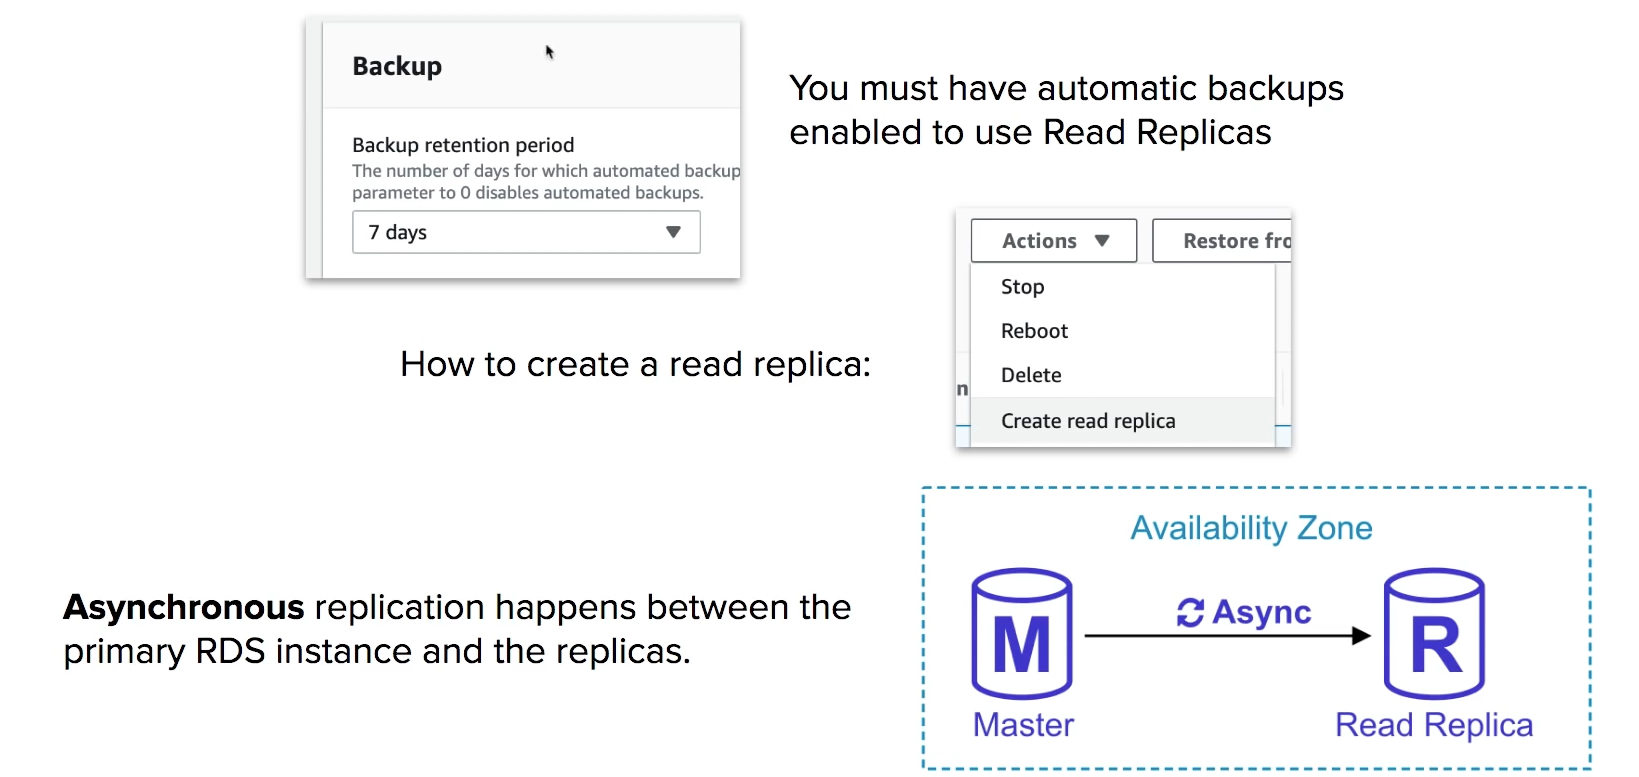 Backup
Backup retention period
The number of days for which automated backup
parameter to 0 disables automated backups.
7 days
You must have automatic backups
enabled to use Read Replicas
Actions
Restore fro
Stop
Reboot
Delete
n
Create read replica
How to create a read replica:
Asynchronous replication happens between the
primary RDS instance and the replicas.
Availability Zone
Async
M
R
Master
Read Replica